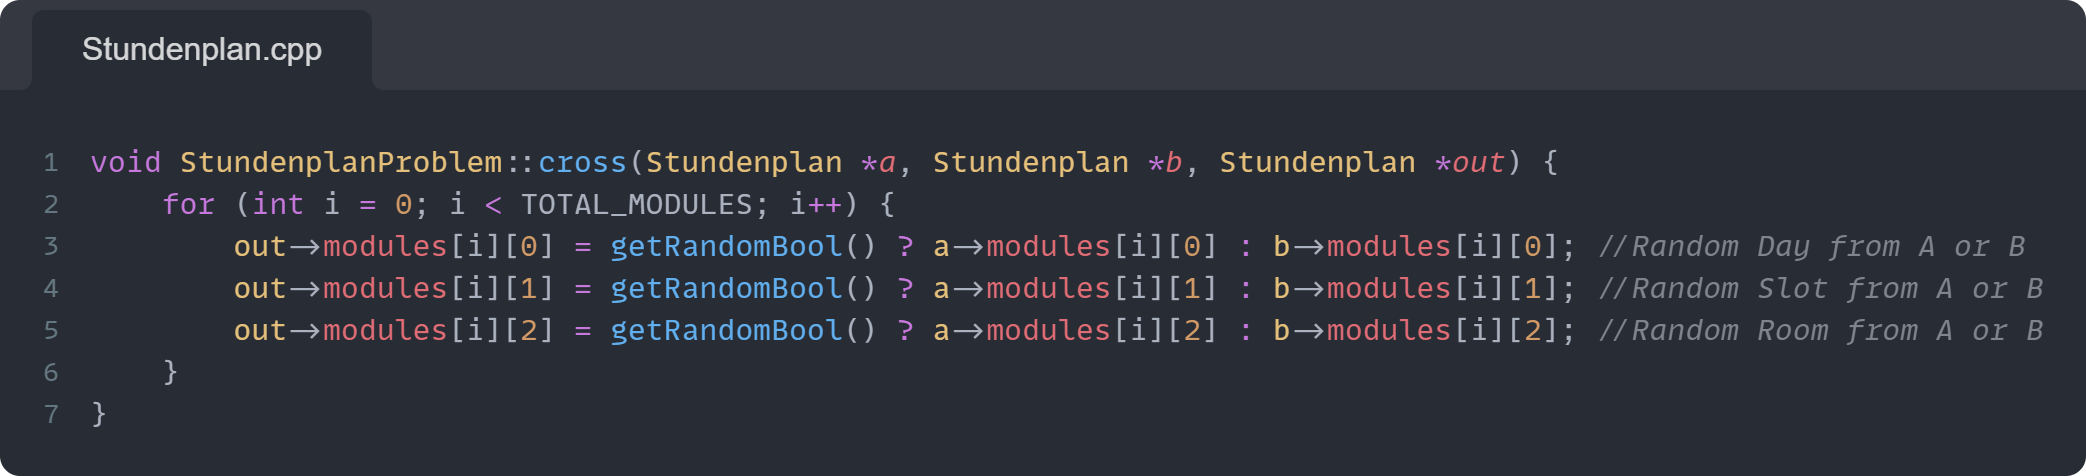 Stundenplan.cpp
1 void StundenplanProblem::cross(Stundenplan *a, Stundenplan *b, Stundenplan *out) {
2     for (int i = 0; i < TOTAL_MODULES; i++) {
3         out->modules[i][0] = getRandomBool() ? a->modules[i][0] : b->modules[i][0]; //Random Day from A or B
4         out->modules[i][1] = getRandomBool() ? a->modules[i][1] : b->modules[i][1]; //Random Slot from A or B
5         out->modules[i][2] = getRandomBool() ? a->modules[i][2] : b->modules[i][2]; //Random Room from A or B
6     }
7 }